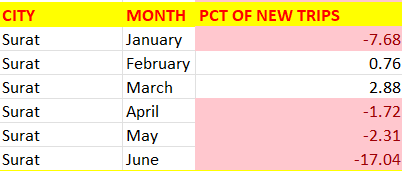 CITY MONTH PCT OF NEW TRIPS
Surat January -7.68
Surat February 0.76
Surat March 2.88
Surat April -1.72
Surat May -2.31
Surat June -17.04